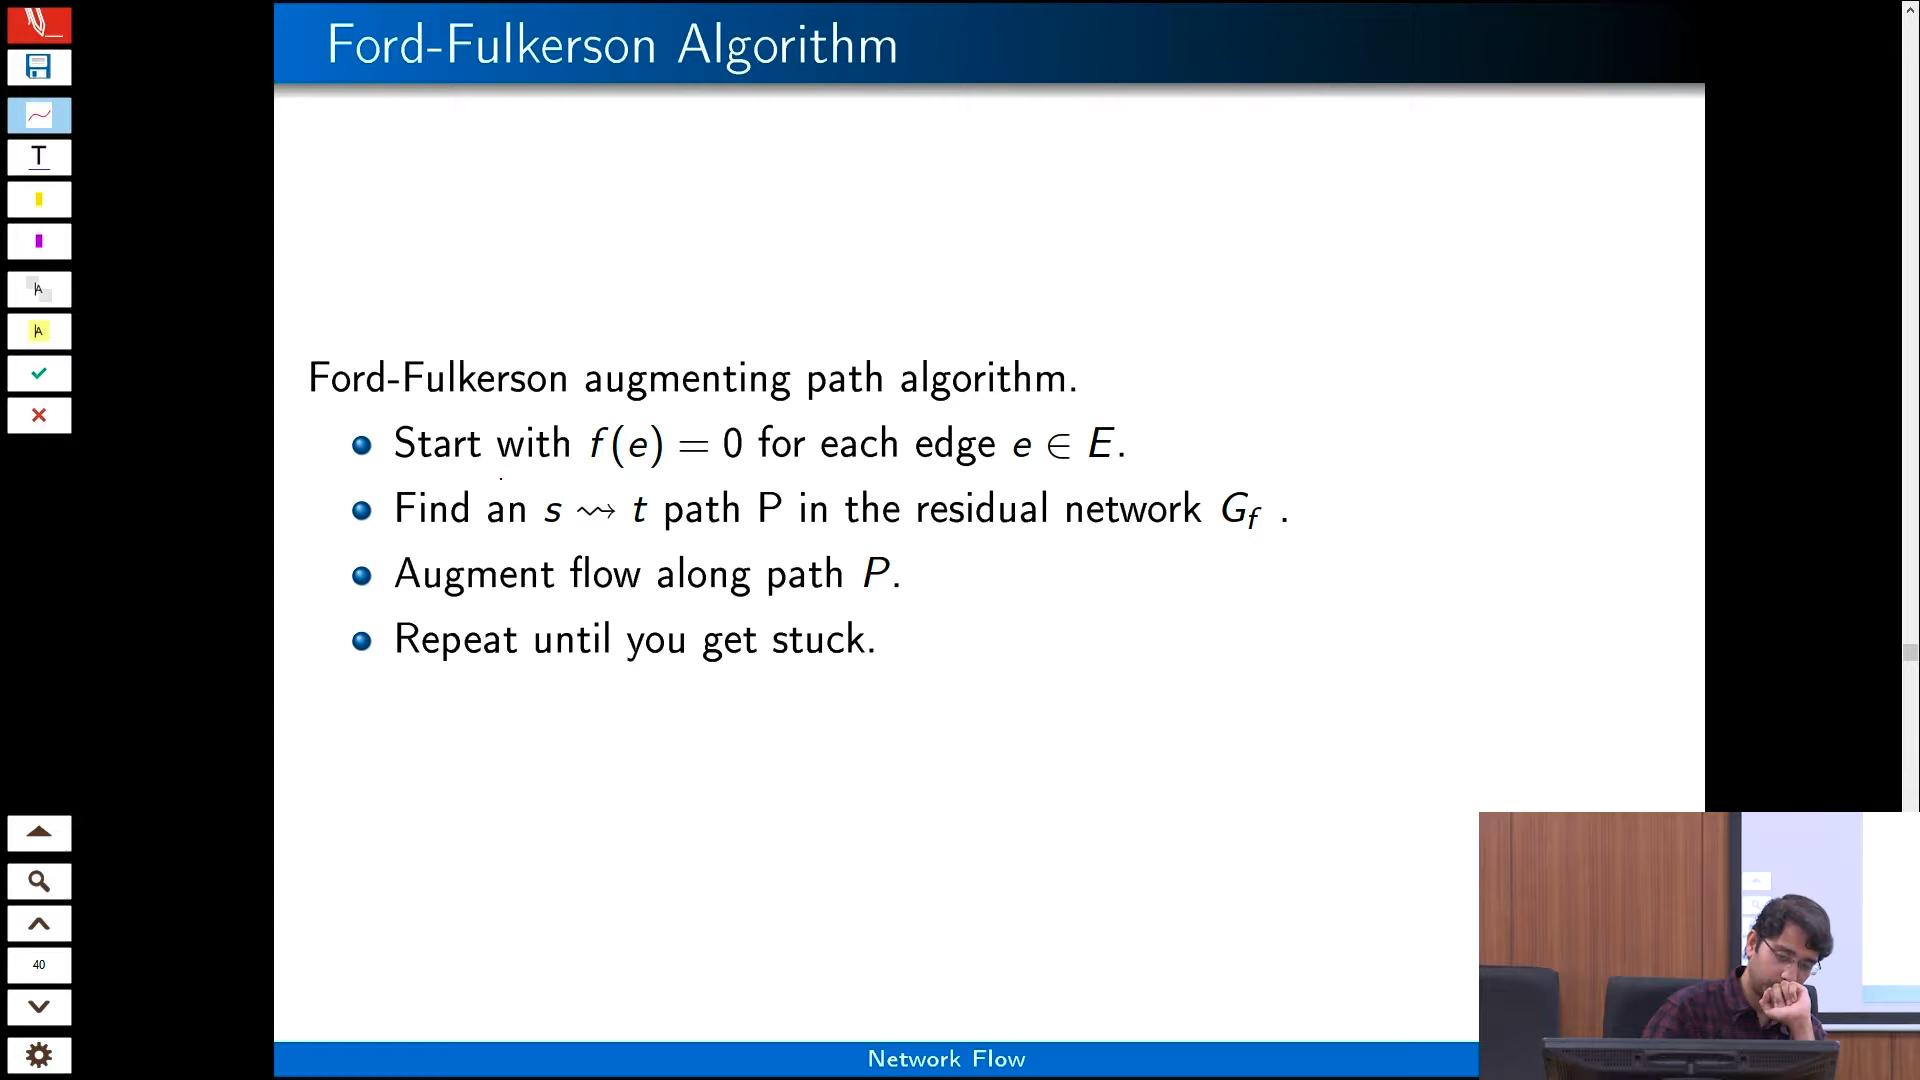 Ford-Fulkerson Algorithm
Ford-Fulkerson augmenting path algorithm.
Start with f(e) = 0 for each edge e ∈ E.
Find an s ⇝ t path P in the residual network G_f .
Augment flow along path P.
Repeat until you get stuck.
Network Flow
T
A
A
40